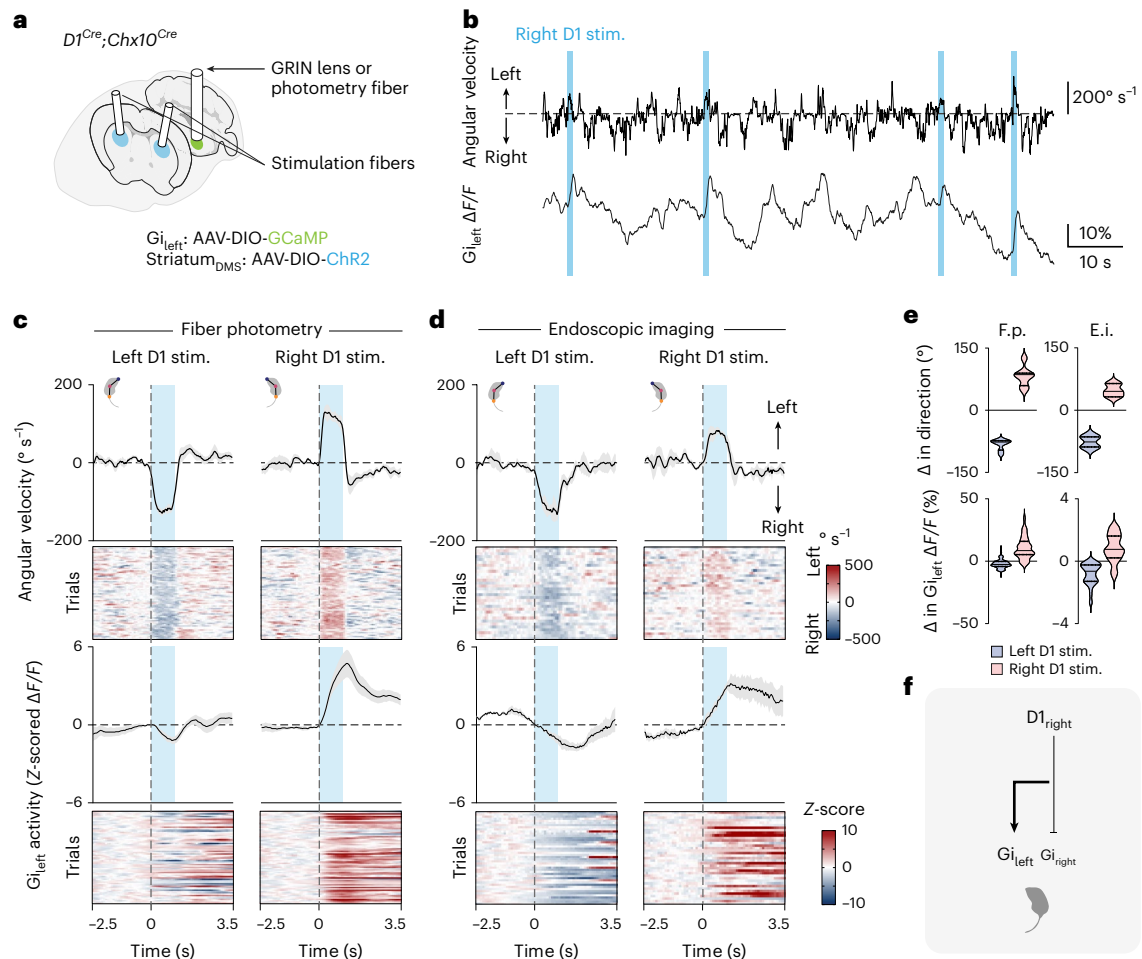 a
D1Cre;Chx10Cre
GRIN lens or
photometry fiber
Stimulation fibers
Gileft: AAV-DIO-GCaMP
StriatumDMS: AAV-DIO-ChR2
b
Right D1 stim.
Angular velocity
Left
Right
200° s−1
Gileft ΔF/F
10%
10 s
c
Fiber photometry
Left D1 stim.
Right D1 stim.
Angular velocity (° s−1)
200
0
−200
Trials
Gileft activity (Z-scored ΔF/F)
6
0
−6
Trials
−2.5 0 3.5
−2.5 0 3.5
Time (s)
Time (s)
d
Endoscopic imaging
Left D1 stim.
Right D1 stim.
Left
Right
Trials
Trials
Left ° s−1
Right
500
0
−500
Trials
Trials
Z-score
10
0
−10
−2.5 0 3.5
−2.5 0 3.5
Time (s)
Time (s)
e
F.p.
E.i.
Δ in direction (°)
150
0
−150
150
0
−150
Δ in Gileft ΔF/F (%)
50
0
−50
4
0
−4
Left D1 stim.
Right D1 stim.
f
D1right
Gileft
Giright